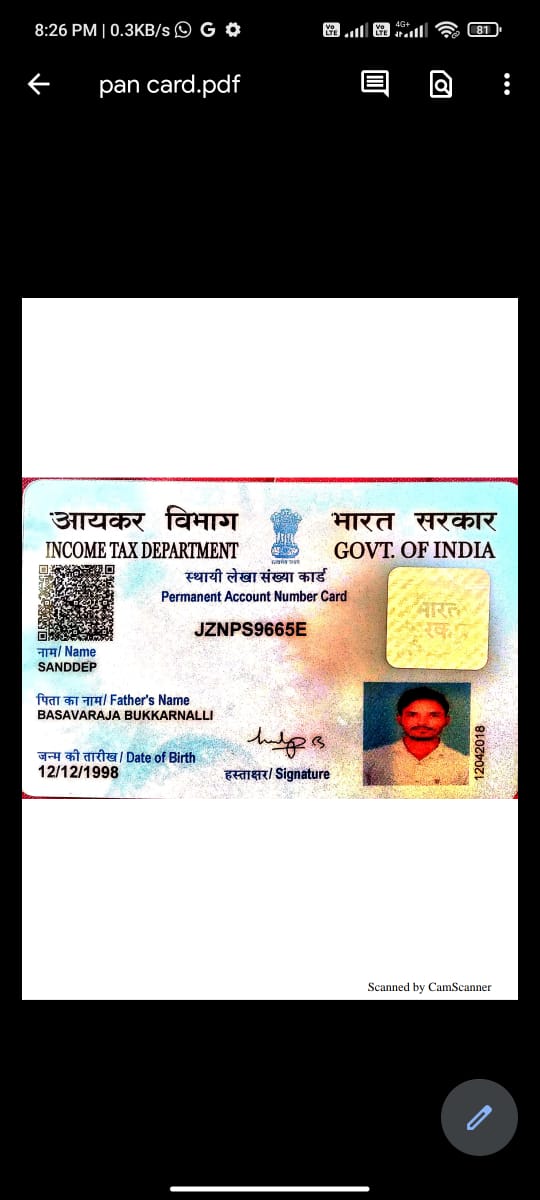 8:26 PM | 0.3KB/s
4G+
81
pan card.pdf
आयकर विभाग
INCOME TAX DEPARTMENT
भारत सरकार
GOVT. OF INDIA
स्थायी लेखा संख्या कार्ड
Permanent Account Number Card
JZNPS9665E
नाम/ Name
SANDDEP
पिता का नाम/ Father's Name
BASAVARAJA BUKKARNALLI
जन्म की तारीख/ Date of Birth
12/12/1998
हस्ताक्षर/ Signature
12042018
Scanned by CamScanner